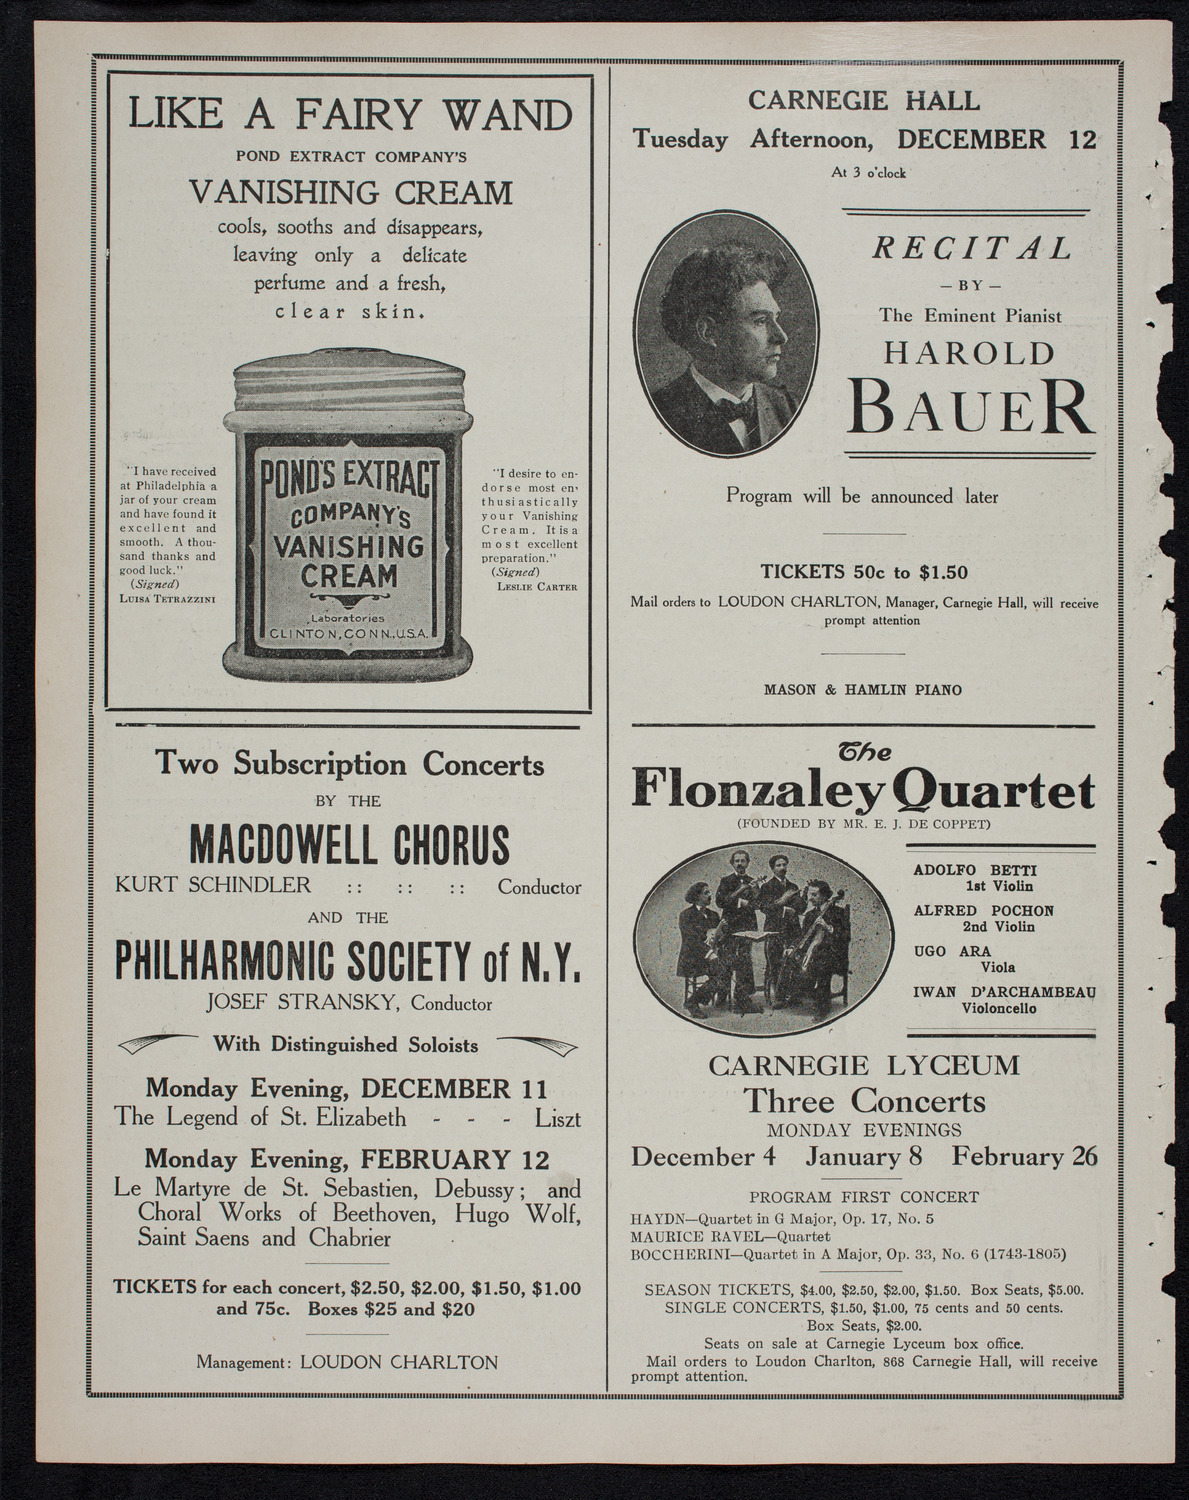 LIKE A FAIRY WAND
POND EXTRACT COMPANY'S
VANISHING CREAM
cools, sooths and disappears,
leaving only a delicate
perfume and a fresh,
clear skin.
"I have received
at Philadelphia a
jar of your cream
and have found it
excellent and
smooth. A thou-
sand thanks and
good luck."
(Signed)
LUISA TETRAZZINI
POND'S EXTRACT
COMPANY'S
VANISHING
CREAM
Laboratories
CLINTON, CONN., U.S.A.
"I desire to en-
dorse most en-
thusiastically
your Vanishing
Cream. It is a
most excellent
preparation."
(Signed)
LESLIE CARTER
Two Subscription Concerts
BY THE
MACDOWELL CHORUS
KURT SCHINDLER :: :: :: Conductor
AND THE
PHILHARMONIC SOCIETY of N.Y.
JOSEF STRANSKY, Conductor
With Distinguished Soloists
Monday Evening, DECEMBER 11
The Legend of St. Elizabeth - - - Liszt
Monday Evening, FEBRUARY 12
Le Martyre de St. Sebastien, Debussy; and
Choral Works of Beethoven, Hugo Wolf,
Saint Saens and Chabrier
TICKETS for each concert, $2.50, $2.00, $1.50, $1.00
and 75c. Boxes $25 and $20
Management: LOUDON CHARLTON
CARNEGIE HALL
Tuesday Afternoon, DECEMBER 12
At 3 o'clock
RECITAL
– BY –
The Eminent Pianist
HAROLD
BAUER
Program will be announced later
TICKETS 50c to $1.50
Mail orders to LOUDON CHARLTON, Manager, Carnegie Hall, will receive
prompt attention
MASON & HAMLIN PIANO
The
Flonzaley Quartet
(FOUNDED BY MR. E. J. DE COPPET)
ADOLFO BETTI
1st Violin
ALFRED POCHON
2nd Violin
UGO ARA
Viola
IWAN D'ARCHAMBEAU
Violoncello
CARNEGIE LYCEUM
Three Concerts
MONDAY EVENINGS
December 4 January 8 February 26
PROGRAM FIRST CONCERT
HAYDN—Quartet in G Major, Op. 17, No. 5
MAURICE RAVEL—Quartet
BOCCHERINI—Quartet in A Major, Op. 33, No. 6 (1743-1805)
SEASON TICKETS, $4.00, $2.50, $2.00, $1.50. Box Seats, $5.00.
SINGLE CONCERTS, $1.50, $1.00, 75 cents and 50 cents.
Box Seats, $2.00.
Seats on sale at Carnegie Lyceum box office.
Mail orders to Loudon Charlton, 868 Carnegie Hall, will receive
prompt attention.